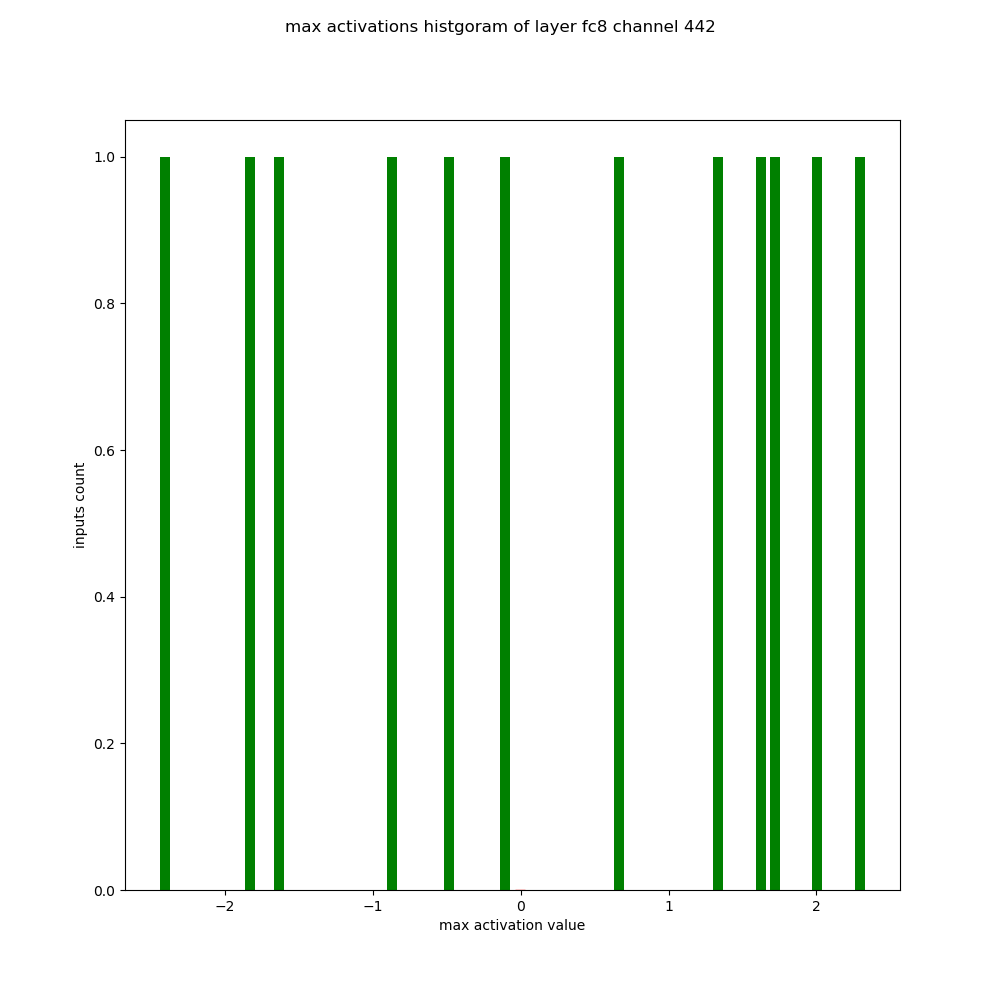 max activations histgoram of layer fc8 channel 442
1.0
0.8
0.6
0.4
0.2
0.0
inputs count
−2 −1 0 1 2
max activation value